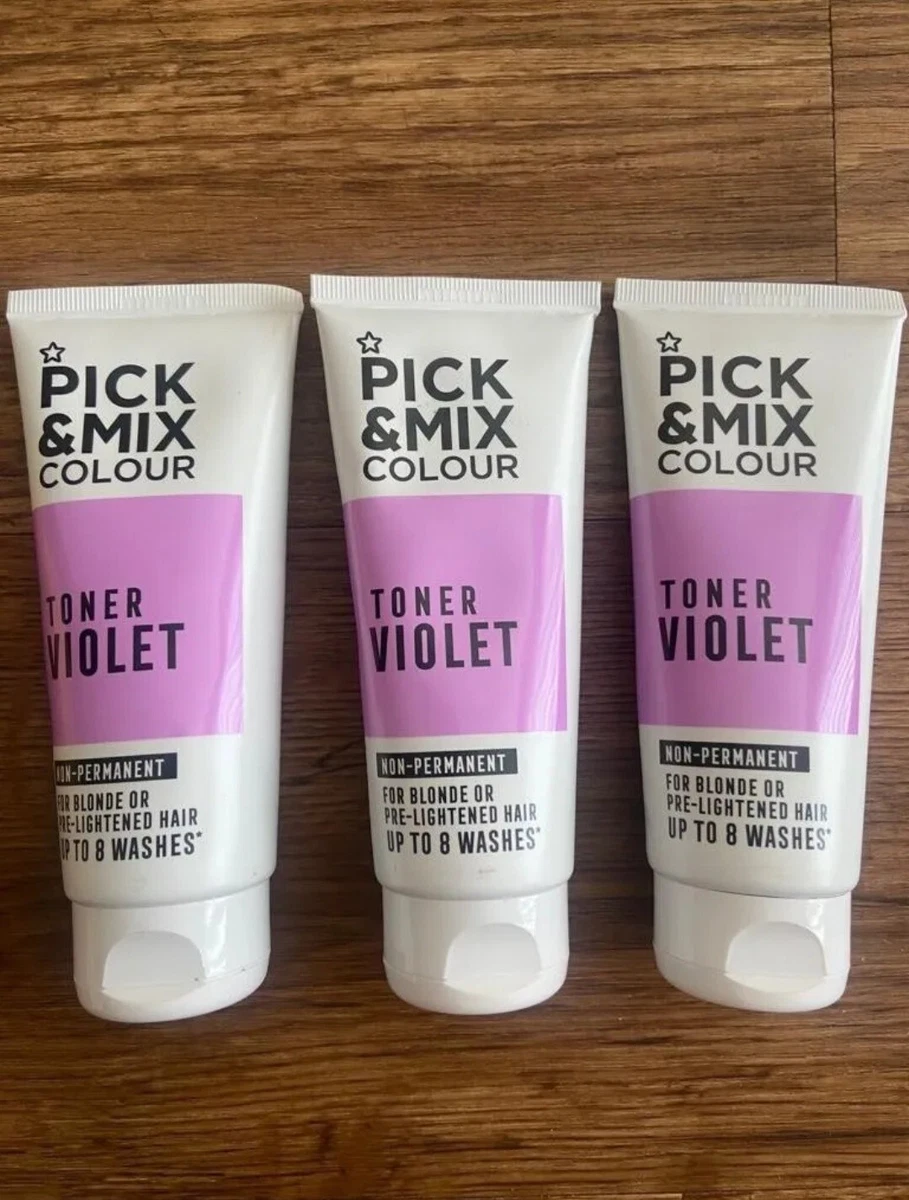 PICK
&MIX
COLOUR
TONER
VIOLET
NON-PERMANENT
FOR BLONDE OR
PRE-LIGHTENED HAIR
UP TO 8 WASHES*
PICK
&MIX
COLOUR
TONER
VIOLET
NON-PERMANENT
FOR BLONDE OR
PRE-LIGHTENED HAIR
UP TO 8 WASHES*
PICK
&MIX
COLOUR
TONER
VIOLET
NON-PERMANENT
FOR BLONDE OR
PRE-LIGHTENED HAIR
UP TO 8 WASHES*